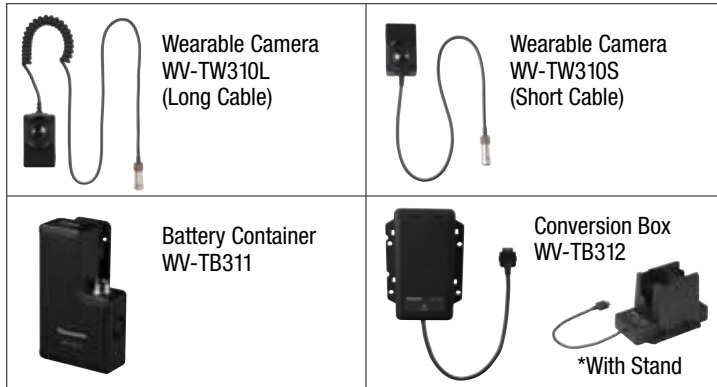 Wearable Camera
WV-TW310L
(Long Cable)
Wearable Camera
WV-TW310S
(Short Cable)
Battery Container
WV-TB311
Conversion Box
WV-TB312
*With Stand